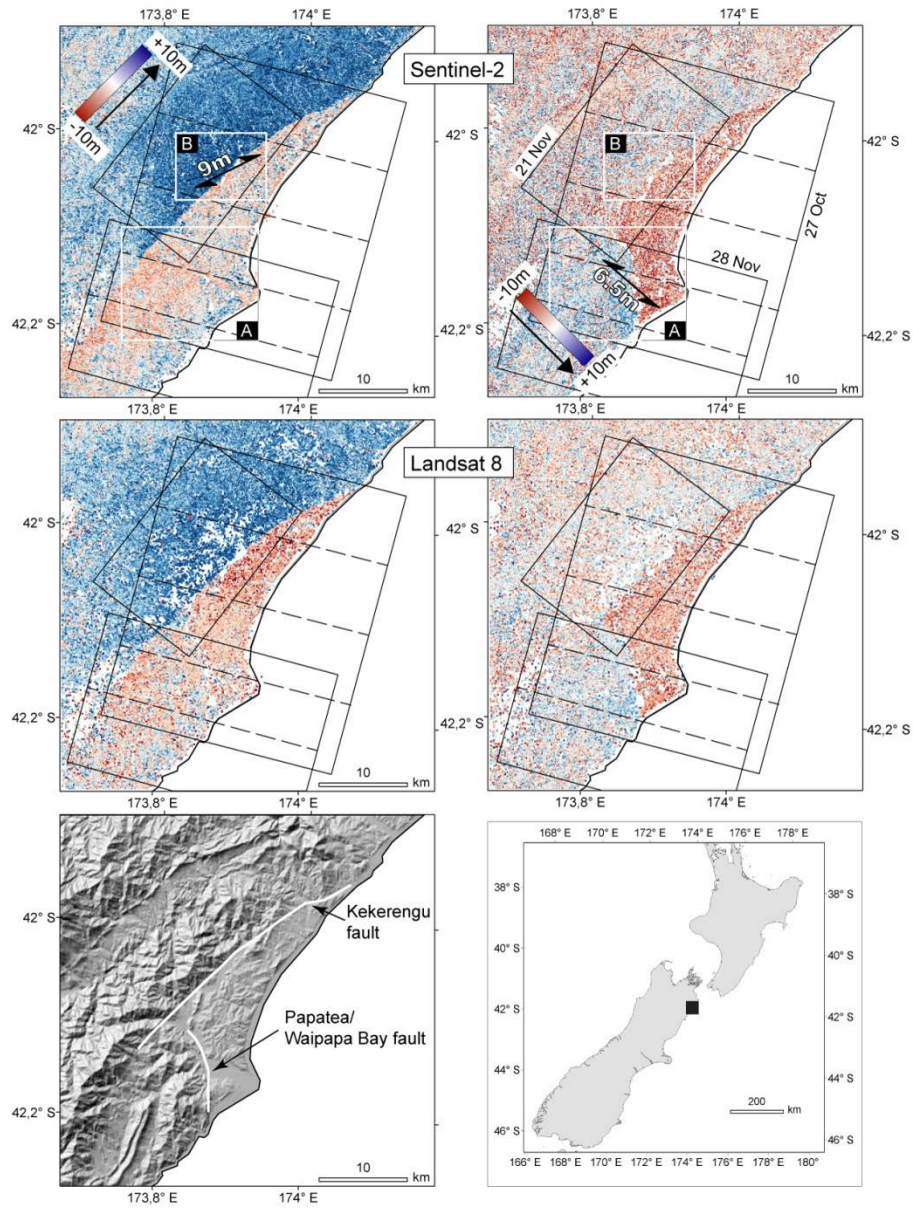 173,8° E
174° E
173,8° E
174° E
+10m
-10m
Sentinel-2
42° S
B
9m
42,2° S
A
10
km
21 Nov
B
27 Oct
28 Nov
6.5m
-10m
+10m
A
42° S
42,2° S
10
km
173,8° E
174° E
173,8° E
174° E
Landsat 8
42° S
42,2° S
10
km
42° S
42,2° S
173,8° E
174° E
174° E
42° S
Kekerengu
fault
Papatea/
Waipapa Bay fault
42,2° S
10
km
173,8° E
174° E
168° E
170° E
172° E
174° E
176° E
178° E
38° S
40° S
42° S
44° S
46° S
38° S
40° S
42° S
44° S
46° S
200
km
166° E
168° E
170° E
172° E
174° E
176° E
178° E
180°